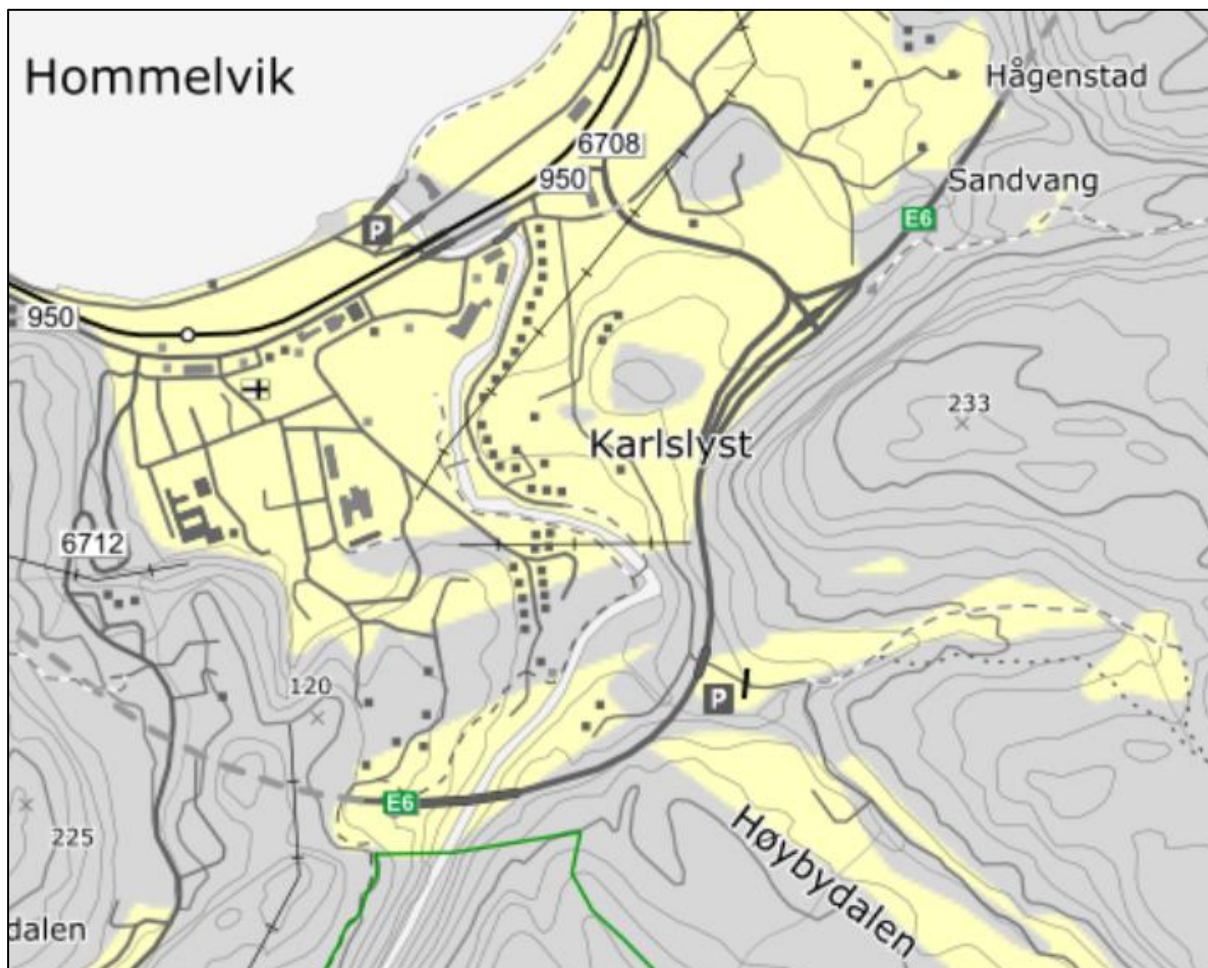 Hommelvik
Hågenstad
6708
950
Sandvang
P
E6
950
233
Karlslyst
6712
120
P
E6
225
Høybydalen
dalen